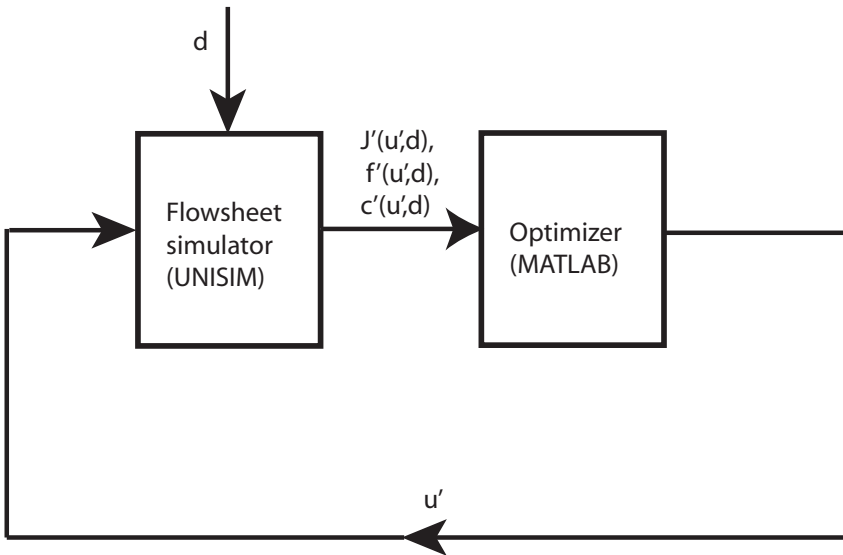 d
J’(u’,d),
f’(u’,d),
c’(u’,d)
Flowsheet
simulator
(UNISIM)
Optimizer
(MATLAB)
u’